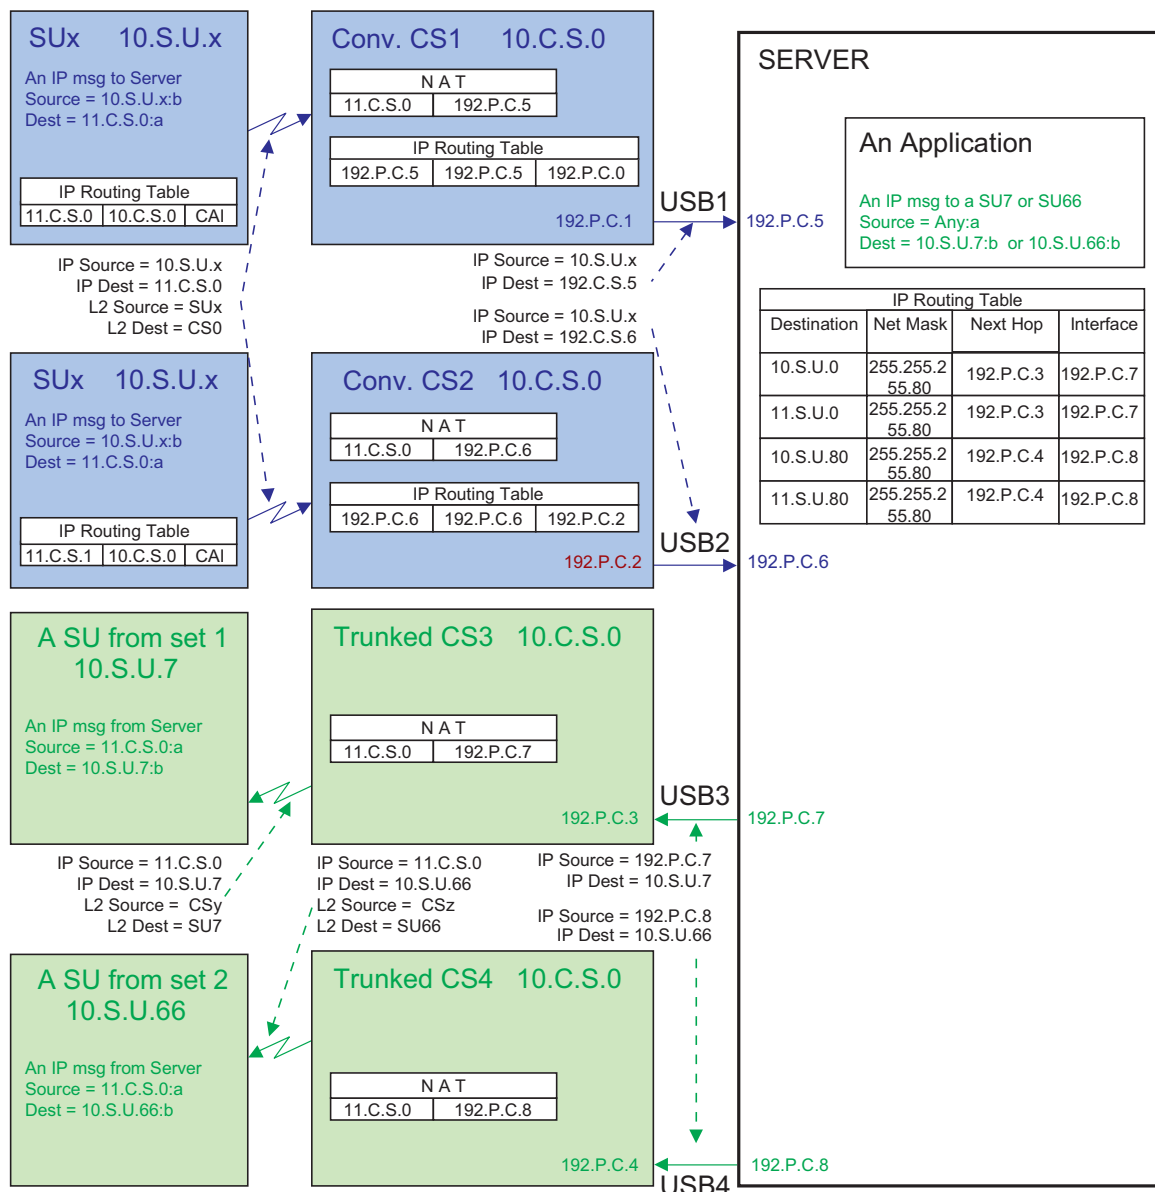 SUx 10.S.U.x
An IP msg to Server
Source = 10.S.U.x:b
Dest = 11.C.S.0:a
IP Routing Table
11.C.S.0 10.C.S.0 CAI
Conv. CS1 10.C.S.0
N A T
11.C.S.0 192.P.C.5
IP Routing Table
192.P.C.5 192.P.C.5 192.P.C.0
192.P.C.1
USB1
SERVER
192.P.C.5
An Application
An IP msg to a SU7 or SU66
Source = Any:a
Dest = 10.S.U.7:b or 10.S.U.66:b
IP Source = 10.S.U.x
IP Dest = 11.C.S.0
L2 Source = SUx
L2 Dest = CS0
IP Source = 10.S.U.x
IP Dest = 192.C.S.5
IP Source = 10.S.U.x
IP Dest = 192.C.S.6
IP Routing Table
Destination Net Mask Next Hop Interface
10.S.U.0 255.255.2 192.P.C.3 192.P.C.7
55.80
11.S.U.0 255.255.2 192.P.C.3 192.P.C.7
55.80
10.S.U.80 255.255.2 192.P.C.4 192.P.C.8
55.80
11.S.U.80 255.255.2 192.P.C.4 192.P.C.8
55.80
SUx 10.S.U.x
An IP msg to Server
Source = 10.S.U.x:b
Dest = 11.C.S.0:a
IP Routing Table
11.C.S.1 10.C.S.0 CAI
Conv. CS2 10.C.S.0
N A T
11.C.S.0 192.P.C.6
IP Routing Table
192.P.C.6 192.P.C.6 192.P.C.2
192.P.C.2
USB2
192.P.C.6
A SU from set 1
10.S.U.7
An IP msg from Server
Source = 11.C.S.0:a
Dest = 10.S.U.7:b
Trunked CS3 10.C.S.0
N A T
11.C.S.0 192.P.C.7
192.P.C.3
USB3
192.P.C.7
IP Source = 11.C.S.0
IP Dest = 10.S.U.7
L2 Source = CSy
L2 Dest = SU7
IP Source = 11.C.S.0
IP Dest = 10.S.U.66
L2 Source = CSz
L2 Dest = SU66
IP Source = 192.P.C.7
IP Dest = 10.S.U.7
IP Source = 192.P.C.8
IP Dest = 10.S.U.66
A SU from set 2
10.S.U.66
An IP msg from Server
Source = 11.C.S.0:a
Dest = 10.S.U.66:b
Trunked CS4 10.C.S.0
N A T
11.C.S.0 192.P.C.8
192.P.C.4
USB4
192.P.C.8